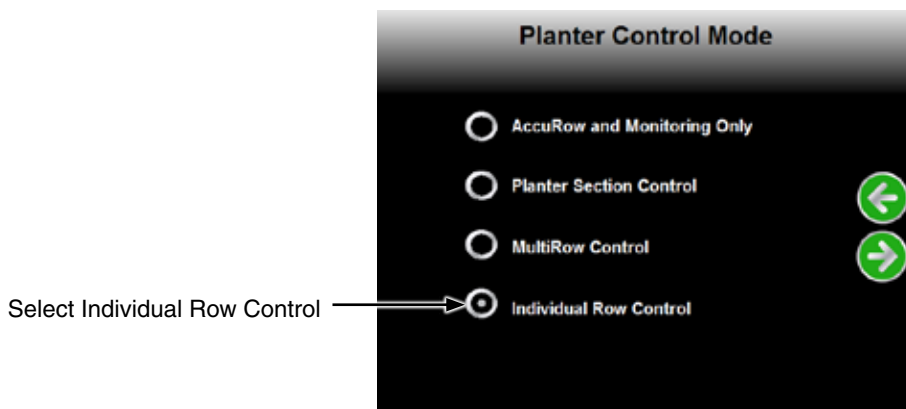 Planter Control Mode
AccuRow and Monitoring Only
Planter Section Control
MultiRow Control
Select Individual Row Control
Individual Row Control